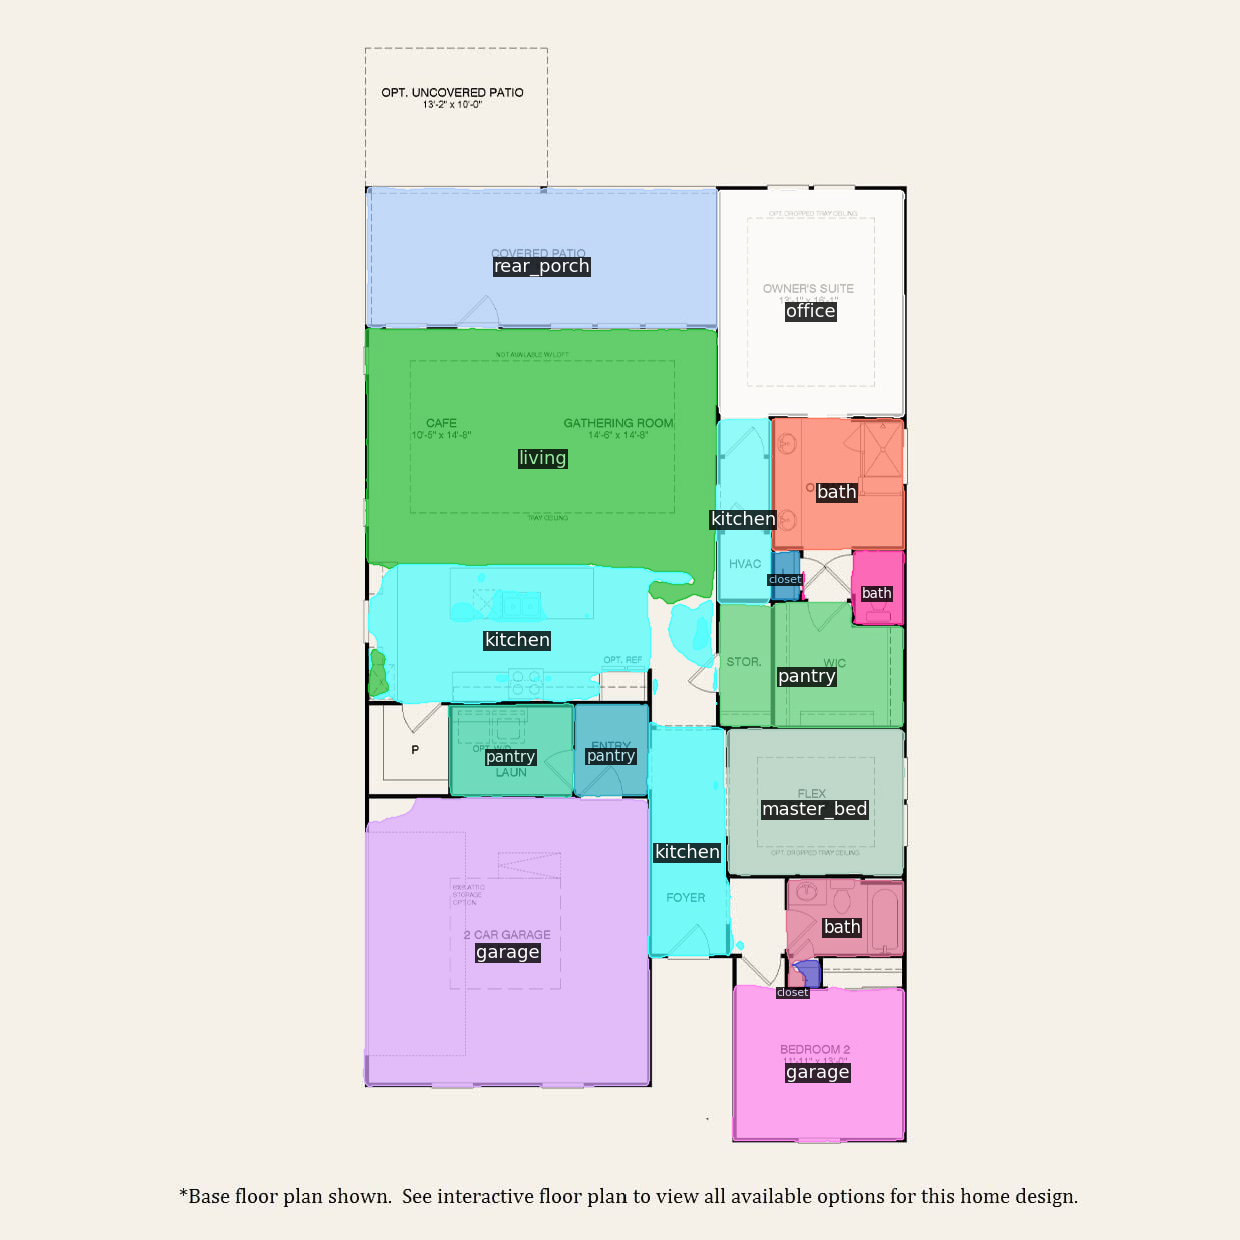 OPT. UNCOVERED PATIO
13'-2" x 10'-0"
COVERED PATIO
rear_porch
OPT. DROPPED TRAY CEILING
OWNER'S SUITE
13'-1" x 16'-1"
office
NOT AVAILABLE W/LOFT
CAFE
10'-5" x 14'-8"
GATHERING ROOM
14'-6" x 14'-8"
living
TRAY CEILING
bath
kitchen
HVAC
closet
bath
kitchen
OPT. REF
STOR.
WIC
pantry
P
OPT. W/D
pantry
LAUN
ENTRY
pantry
FLEX
master_bed
OPT. DROPPED TRAY CEILING
kitchen
FOYER
ATTIC
STORAGE
OPTION
2 CAR GARAGE
garage
bath
closet
BEDROOM 2
11'-11" x 13'-0"
garage
*Base floor plan shown. See interactive floor plan to view all available options for this home design.